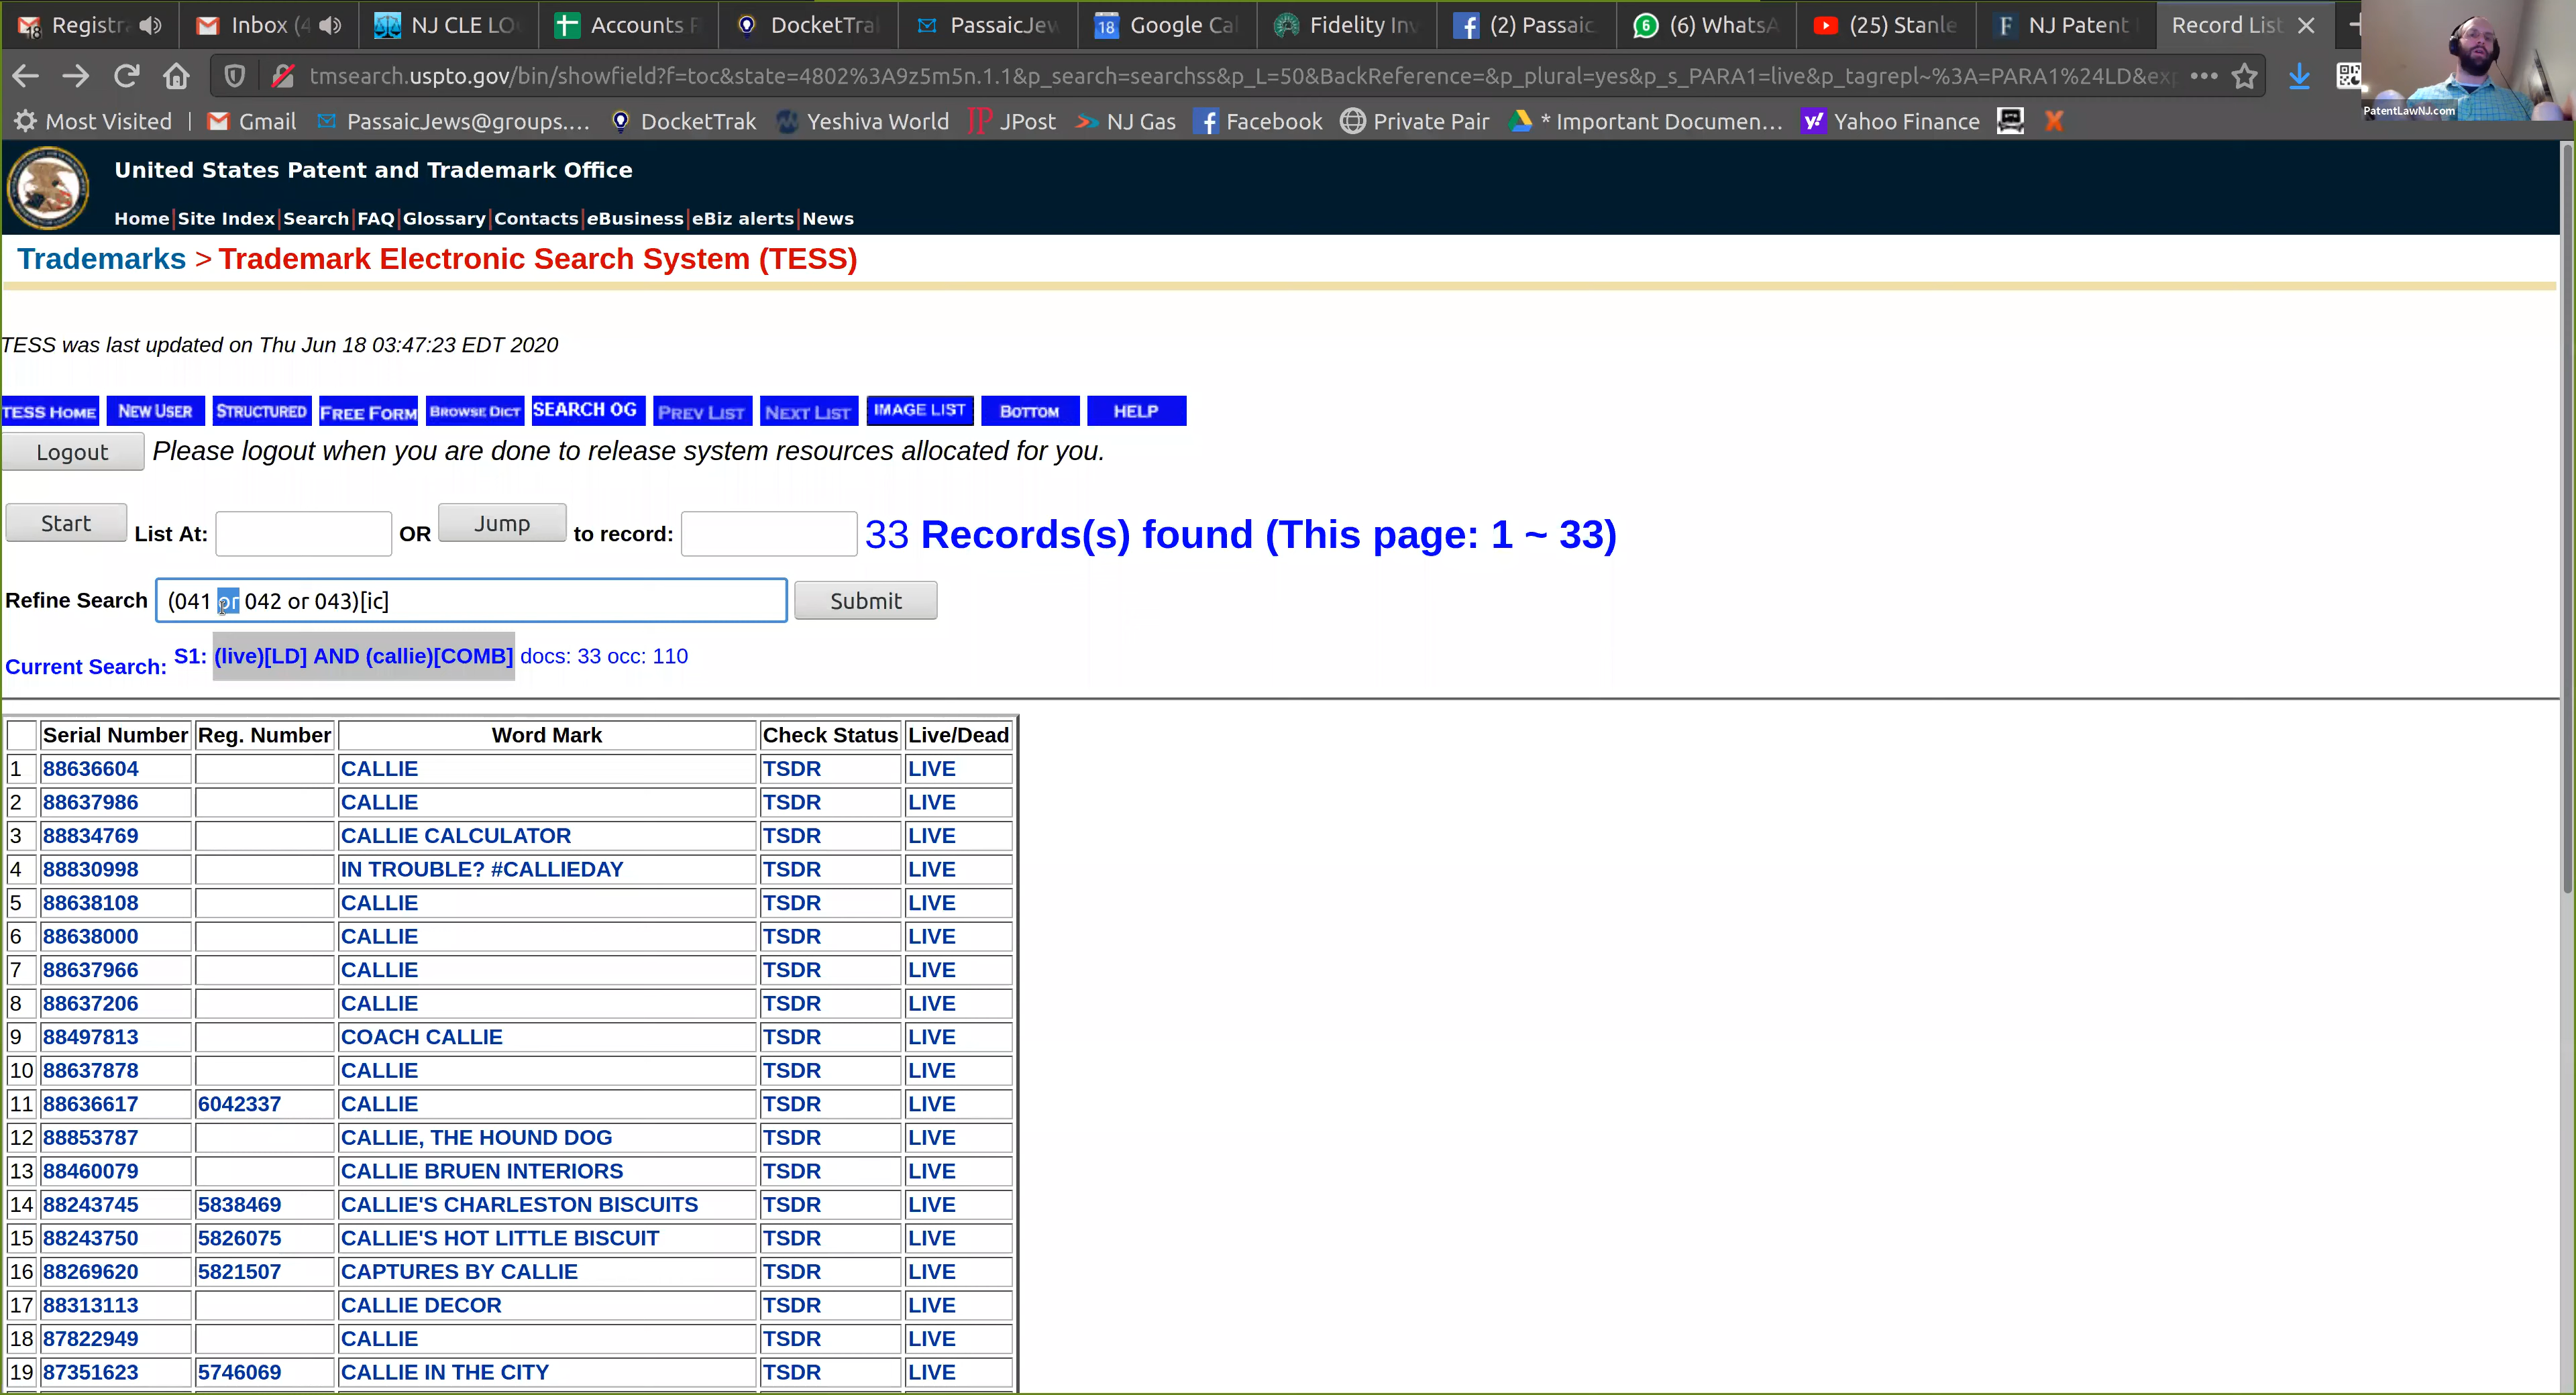 Registra Inbox (4 NJ CLE LO Accounts R DocketTrak PassaicJew Google Cal Fidelity Inv (2) Passaic (6) WhatsA (25) Stanle NJ Patent Record List
tmsearch.uspto.gov/bin/showfield?f=toc&state=4802%3A9z5m5n.1.1&p_search=searchss&p_L=50&BackReference=&p_plural=yes&p_s_PARA1=live&p_tagrepl~%3A=PARA1%24LD&exp
Most Visited Gmail PassaicJews@groups.... DocketTrak Yeshiva World JPost NJ Gas Facebook Private Pair * Important Documen... Yahoo Finance
PatentLawNJ.com
United States Patent and Trademark Office
Home|Site Index|Search|FAQ|Glossary|Contacts|eBusiness|eBiz alerts|News
Trademarks > Trademark Electronic Search System (TESS)
TESS was last updated on Thu Jun 18 03:47:23 EDT 2020
TESS HOME NEW USER STRUCTURED FREE FORM BROWSE DICT SEARCH OG PREV LIST NEXT LIST IMAGE LIST BOTTOM HELP
Logout Please logout when you are done to release system resources allocated for you.
Start List At: OR Jump to record: 33 Records(s) found (This page: 1 ~ 33)
Refine Search (041 or 042 or 043)[ic] Submit
Current Search: S1: (live)[LD] AND (callie)[COMB] docs: 33 occ: 110
Serial Number Reg. Number Word Mark Check Status Live/Dead
1 88636604 CALLIE TSDR LIVE
2 88637986 CALLIE TSDR LIVE
3 88834769 CALLIE CALCULATOR TSDR LIVE
4 88830998 IN TROUBLE? #CALLIEDAY TSDR LIVE
5 88638108 CALLIE TSDR LIVE
6 88638000 CALLIE TSDR LIVE
7 88637966 CALLIE TSDR LIVE
8 88637206 CALLIE TSDR LIVE
9 88497813 COACH CALLIE TSDR LIVE
10 88637878 CALLIE TSDR LIVE
11 88636617 6042337 CALLIE TSDR LIVE
12 88853787 CALLIE, THE HOUND DOG TSDR LIVE
13 88460079 CALLIE BRUEN INTERIORS TSDR LIVE
14 88243745 5838469 CALLIE'S CHARLESTON BISCUITS TSDR LIVE
15 88243750 5826075 CALLIE'S HOT LITTLE BISCUIT TSDR LIVE
16 88269620 5821507 CAPTURES BY CALLIE TSDR LIVE
17 88313113 CALLIE DECOR TSDR LIVE
18 87822949 CALLIE TSDR LIVE
19 87351623 5746069 CALLIE IN THE CITY TSDR LIVE